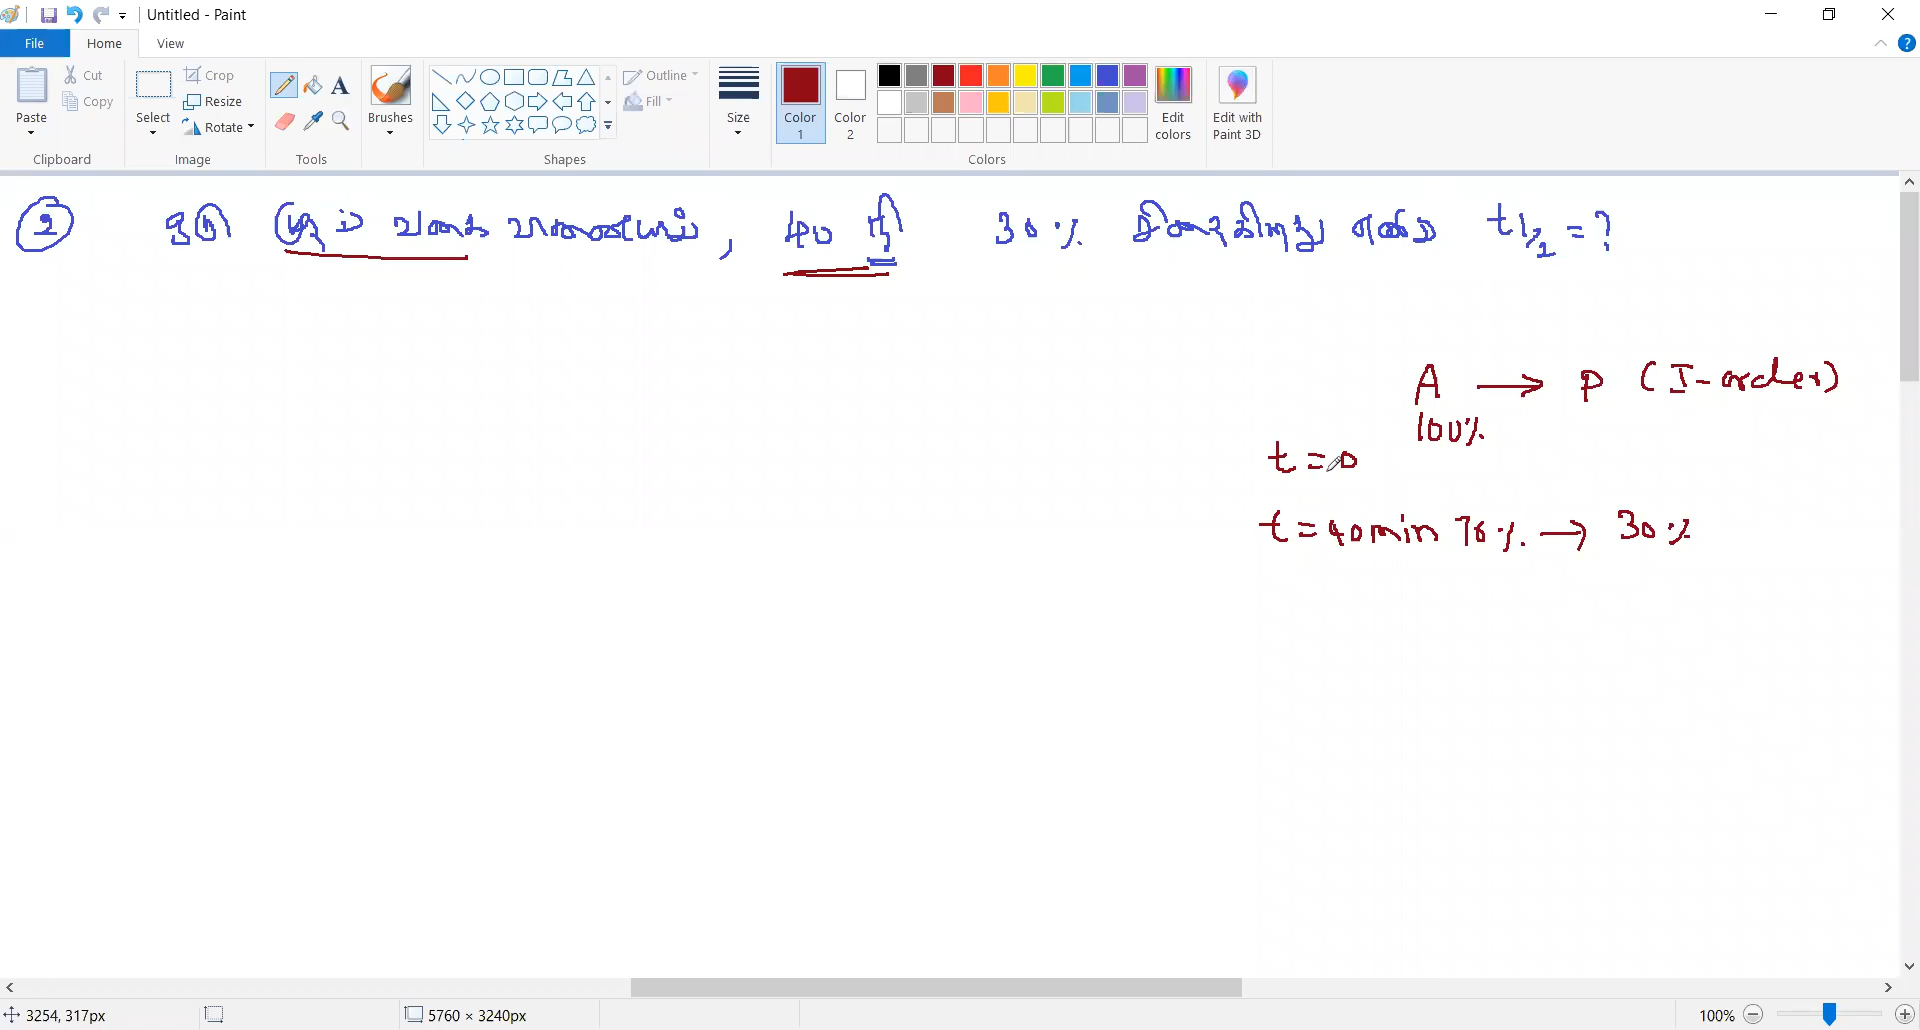 Untitled - Paint
File Home View
Cut
Copy
Paste
Clipboard
Select
Crop
Resize
Rotate
Image
Tools
Brushes
Shapes
Outline
Fill
Size
Color 1
Color 2
Edit colors
Colors
Edit with Paint 3D
2 30 % t1/2 = ?
A → P (I-order)
100%
t = 0
t = 40 min 70% → 30%
3254, 317px 5760 × 3240px 100%